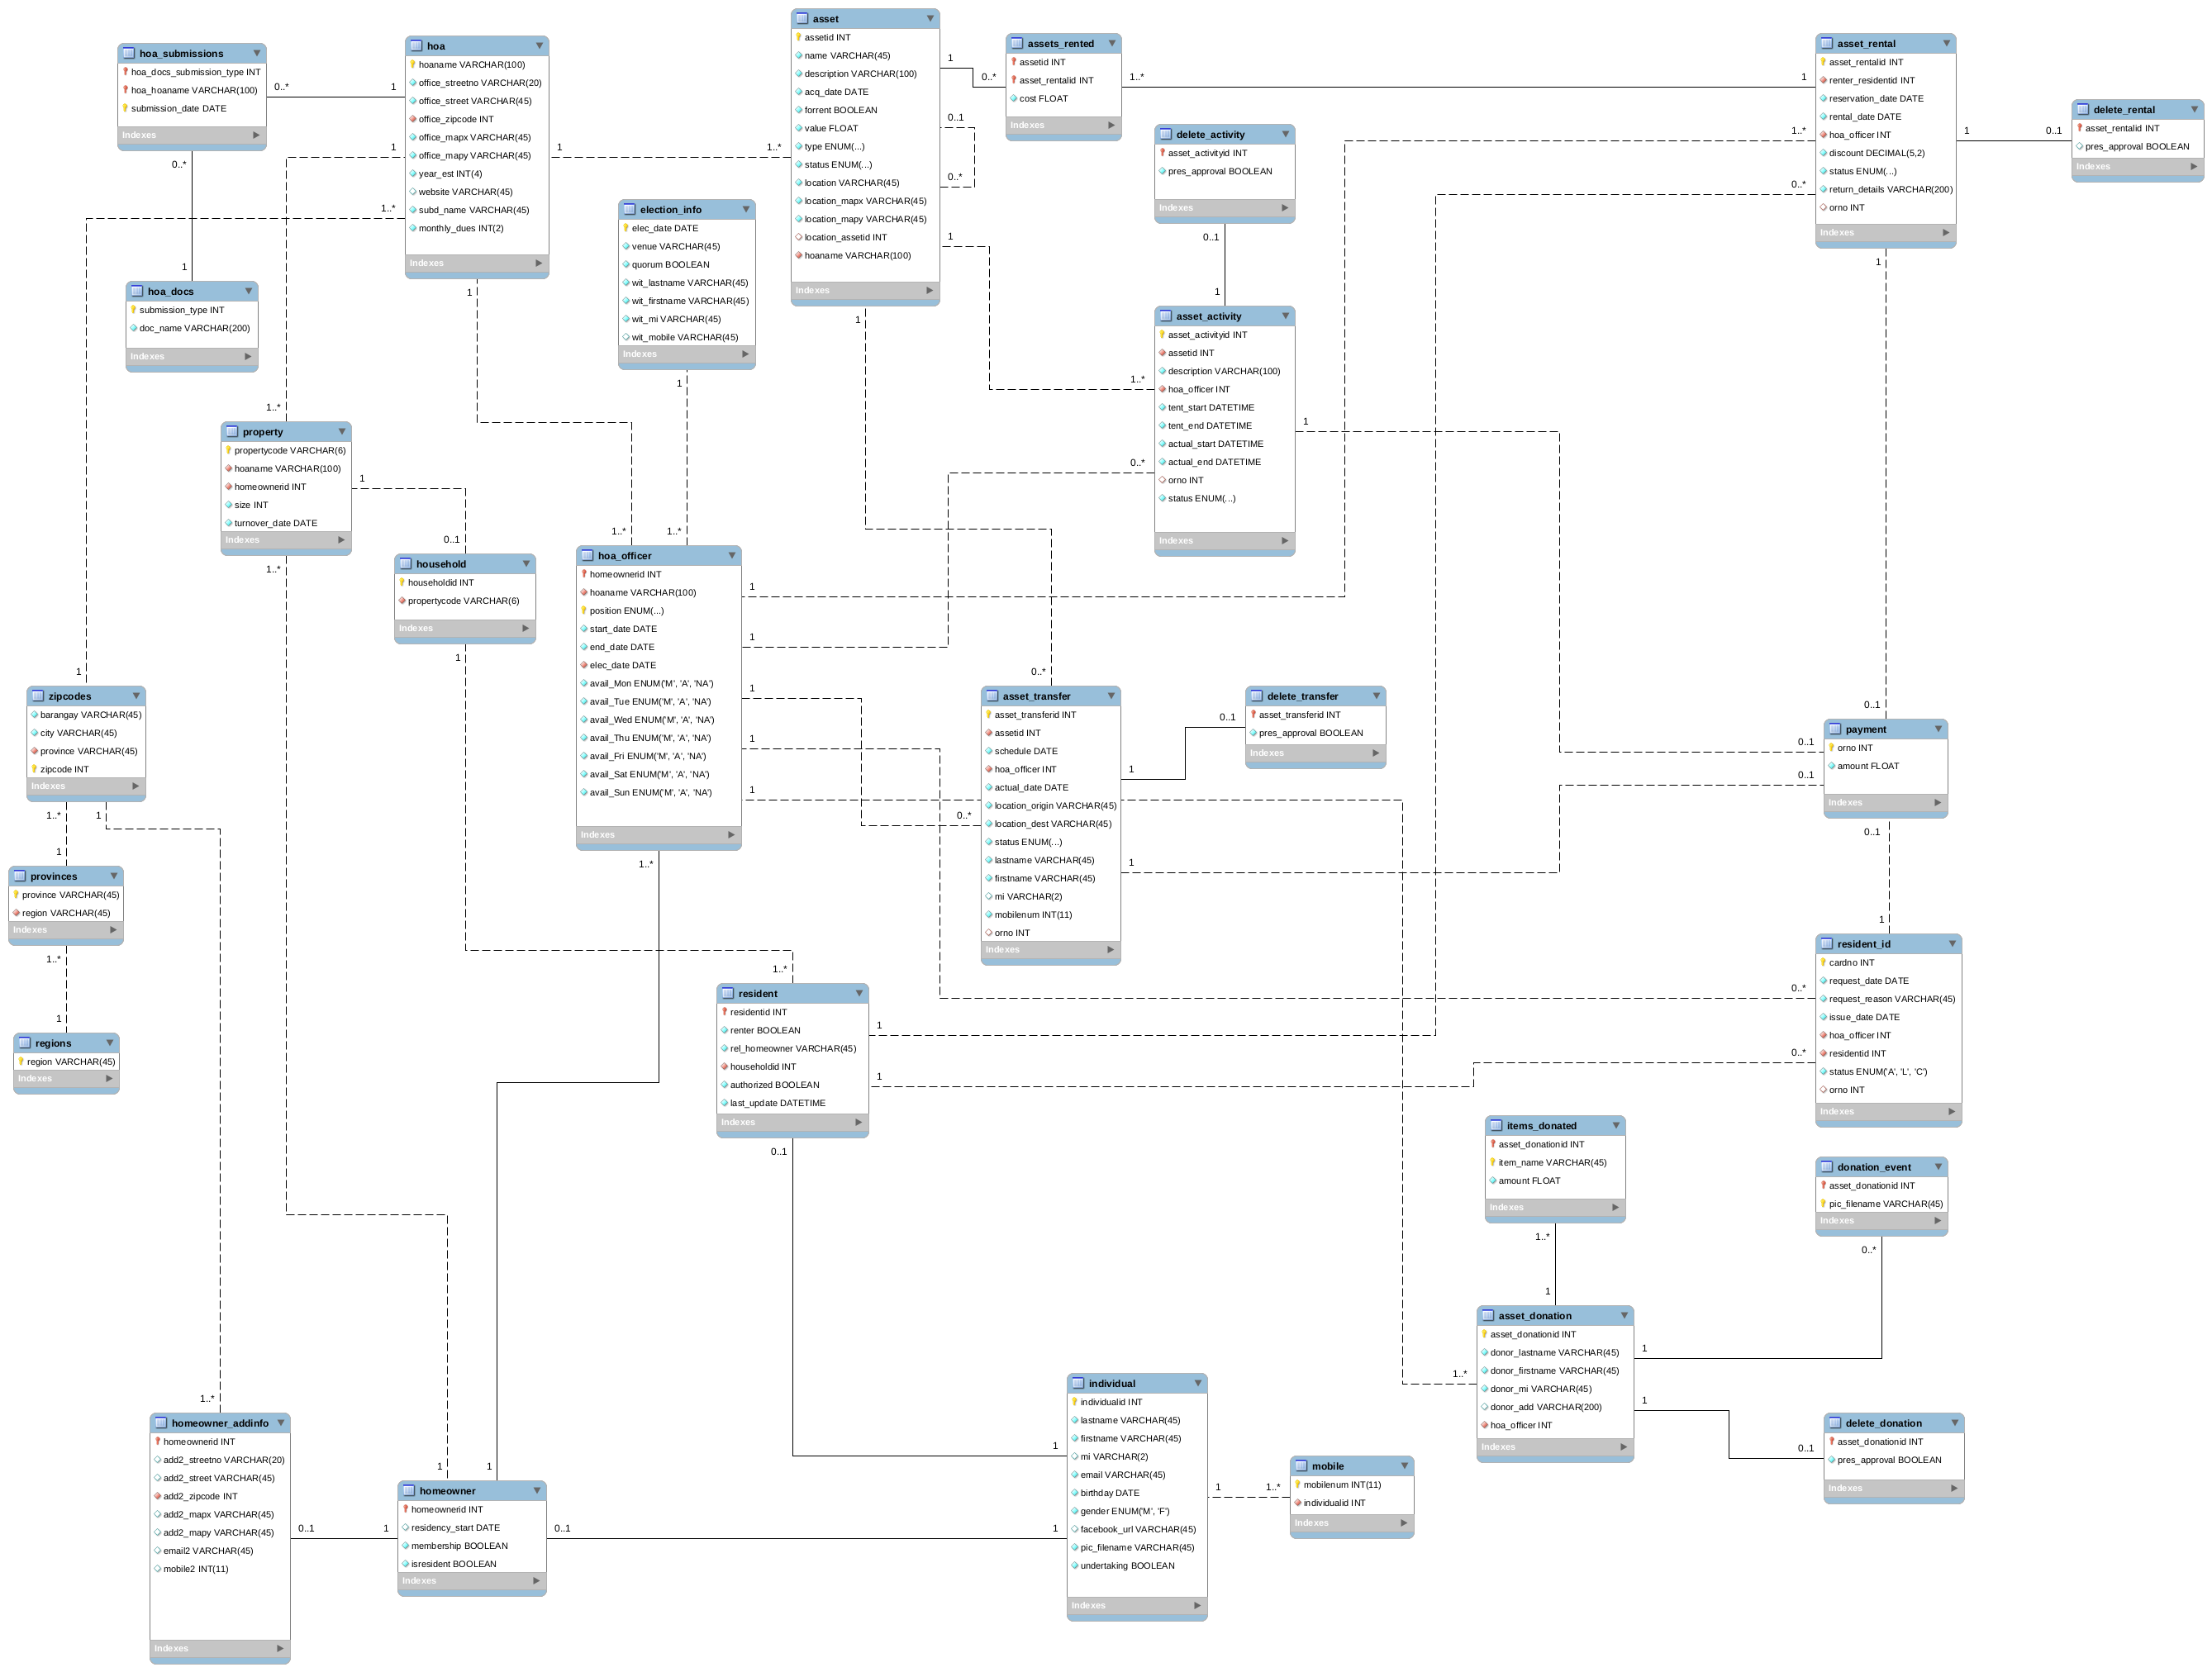 hoa_submissions
hoa_docs_submission_type INT
hoa_hoaname VARCHAR(100)
submission_date DATE
Indexes
0..*
1
0..*
1
hoa
hoaname VARCHAR(100)
office_streetno VARCHAR(20)
office_street VARCHAR(45)
office_zipcode INT
office_mapx VARCHAR(45)
office_mapy VARCHAR(45)
year_est INT(4)
website VARCHAR(45)
subd_name VARCHAR(45)
monthly_dues INT(2)
Indexes
1
1..*
1
1
1..*
asset
assetid INT
name VARCHAR(45)
description VARCHAR(100)
acq_date DATE
forrent BOOLEAN
value FLOAT
type ENUM(...)
status ENUM(...)
location VARCHAR(45)
location_mapx VARCHAR(45)
location_mapy VARCHAR(45)
location_assetid INT
hoaname VARCHAR(100)
Indexes
1
0..*
0..1
0..*
1
1
assets_rented
assetid INT
asset_rentalid INT
cost FLOAT
Indexes
1..*
1
asset_rental
asset_rentalid INT
renter_residentid INT
reservation_date DATE
rental_date DATE
hoa_officer INT
discount DECIMAL(5,2)
status ENUM(...)
return_details VARCHAR(200)
orno INT
Indexes
1..*
0..*
1
0..1
1
delete_rental
asset_rentalid INT
pres_approval BOOLEAN
Indexes
delete_activity
asset_activityid INT
pres_approval BOOLEAN
Indexes
0..1
1
election_info
elec_date DATE
venue VARCHAR(45)
quorum BOOLEAN
wit_lastname VARCHAR(45)
wit_firstname VARCHAR(45)
wit_mi VARCHAR(45)
wit_mobile VARCHAR(45)
Indexes
1
1..*
1..*
hoa_docs
submission_type INT
doc_name VARCHAR(200)
Indexes
asset_activity
asset_activityid INT
assetid INT
description VARCHAR(100)
hoa_officer INT
tent_start DATETIME
tent_end DATETIME
actual_start DATETIME
actual_end DATETIME
orno INT
status ENUM(...)
Indexes
1..*
0..*
1
1..*
property
propertycode VARCHAR(6)
hoaname VARCHAR(100)
homeownerid INT
size INT
turnover_date DATE
Indexes
1
0..1
1..*
household
householdid INT
propertycode VARCHAR(6)
Indexes
1
hoa_officer
homeownerid INT
hoaname VARCHAR(100)
position ENUM(...)
start_date DATE
end_date DATE
elec_date DATE
avail_Mon ENUM('M', 'A', 'NA')
avail_Tue ENUM('M', 'A', 'NA')
avail_Wed ENUM('M', 'A', 'NA')
avail_Thu ENUM('M', 'A', 'NA')
avail_Fri ENUM('M', 'A', 'NA')
avail_Sat ENUM('M', 'A', 'NA')
avail_Sun ENUM('M', 'A', 'NA')
Indexes
1
1
1
1
1
1..*
0..*
0..*
asset_transfer
asset_transferid INT
assetid INT
schedule DATE
hoa_officer INT
actual_date DATE
location_origin VARCHAR(45)
location_dest VARCHAR(45)
status ENUM(...)
lastname VARCHAR(45)
firstname VARCHAR(45)
mi VARCHAR(2)
mobilenum INT(11)
orno INT
Indexes
1
0..1
1
delete_transfer
asset_transferid INT
pres_approval BOOLEAN
Indexes
0..1
payment
orno INT
amount FLOAT
Indexes
0..1
0..1
0..1
1
1
zipcodes
barangay VARCHAR(45)
city VARCHAR(45)
province VARCHAR(45)
zipcode INT
Indexes
1..*
1
1
provinces
province VARCHAR(45)
region VARCHAR(45)
Indexes
1..*
1
regions
region VARCHAR(45)
Indexes
1..*
resident
residentid INT
renter BOOLEAN
rel_homeowner VARCHAR(45)
householdid INT
authorized BOOLEAN
last_update DATETIME
Indexes
1
1
0..1
resident_id
cardno INT
request_date DATE
request_reason VARCHAR(45)
issue_date DATE
hoa_officer INT
residentid INT
status ENUM('A', 'L', 'C')
orno INT
Indexes
0..*
0..*
items_donated
asset_donationid INT
item_name VARCHAR(45)
amount FLOAT
Indexes
1..*
1
donation_event
asset_donationid INT
pic_filename VARCHAR(45)
Indexes
0..*
asset_donation
asset_donationid INT
donor_lastname VARCHAR(45)
donor_firstname VARCHAR(45)
donor_mi VARCHAR(45)
donor_add VARCHAR(200)
hoa_officer INT
Indexes
1..*
1
1
0..1
delete_donation
asset_donationid INT
pres_approval BOOLEAN
Indexes
individual
individualid INT
lastname VARCHAR(45)
firstname VARCHAR(45)
mi VARCHAR(2)
email VARCHAR(45)
birthday DATE
gender ENUM('M', 'F')
facebook_url VARCHAR(45)
pic_filename VARCHAR(45)
undertaking BOOLEAN
Indexes
1
1
1
1..*
mobile
mobilenum INT(11)
individualid INT
Indexes
1..*
homeowner_addinfo
homeownerid INT
add2_streetno VARCHAR(20)
add2_street VARCHAR(45)
add2_zipcode INT
add2_mapx VARCHAR(45)
add2_mapy VARCHAR(45)
email2 VARCHAR(45)
mobile2 INT(11)
Indexes
0..1
1
1
1
homeowner
homeownerid INT
residency_start DATE
membership BOOLEAN
isresident BOOLEAN
Indexes
0..1